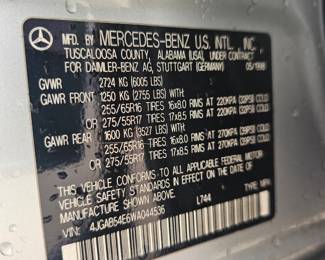 MFD. BY MERCEDES-BENZ U.S. INT'L., INC.
TUSCALOOSA COUNTY, ALABAMA (USA), UNDER CONTRACT
FOR DAIMLER-BENZ AG, STUTTGART (GERMANY) 05/1998
GVWR 2724 KG (6005 LBS)
GAWR FRONT 1250 KG (2755 LBS) WITH
255/65R16 TIRES 16x8.0 RIMS AT 220KPA (32PSI) COLD
OR 275/55R17 TIRES 17x8.5 RIMS AT 220KPA (32PSI) COLD
GAWR REAR 1600 KG (3527 LBS) WITH
255/65R16 TIRES 16x8.0 RIMS AT COLD
OR 275/55R17 TIRES 17x8.5 RIMS AT COLD
THIS VEHICLE CONFORMS TO ALL APPLICABLE FEDERAL MOTOR
VEHICLE SAFETY STANDARDS IN EFFECT ON THE DATE OF
MANUFACTURE SHOWN ABOVE.
VIN: 4JGAB54E6WA044536 L744 TYPE: MPV